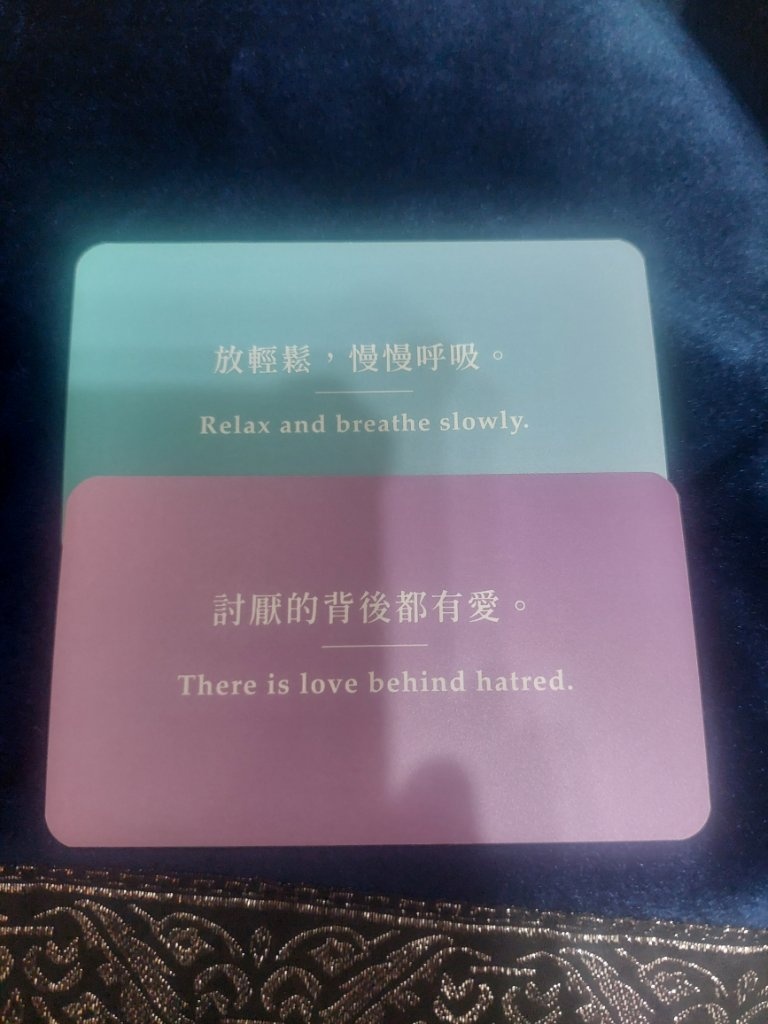 放輕鬆，慢慢呼吸。
Relax and breathe slowly.
討厭的背後都有愛。
There is love behind hatred.